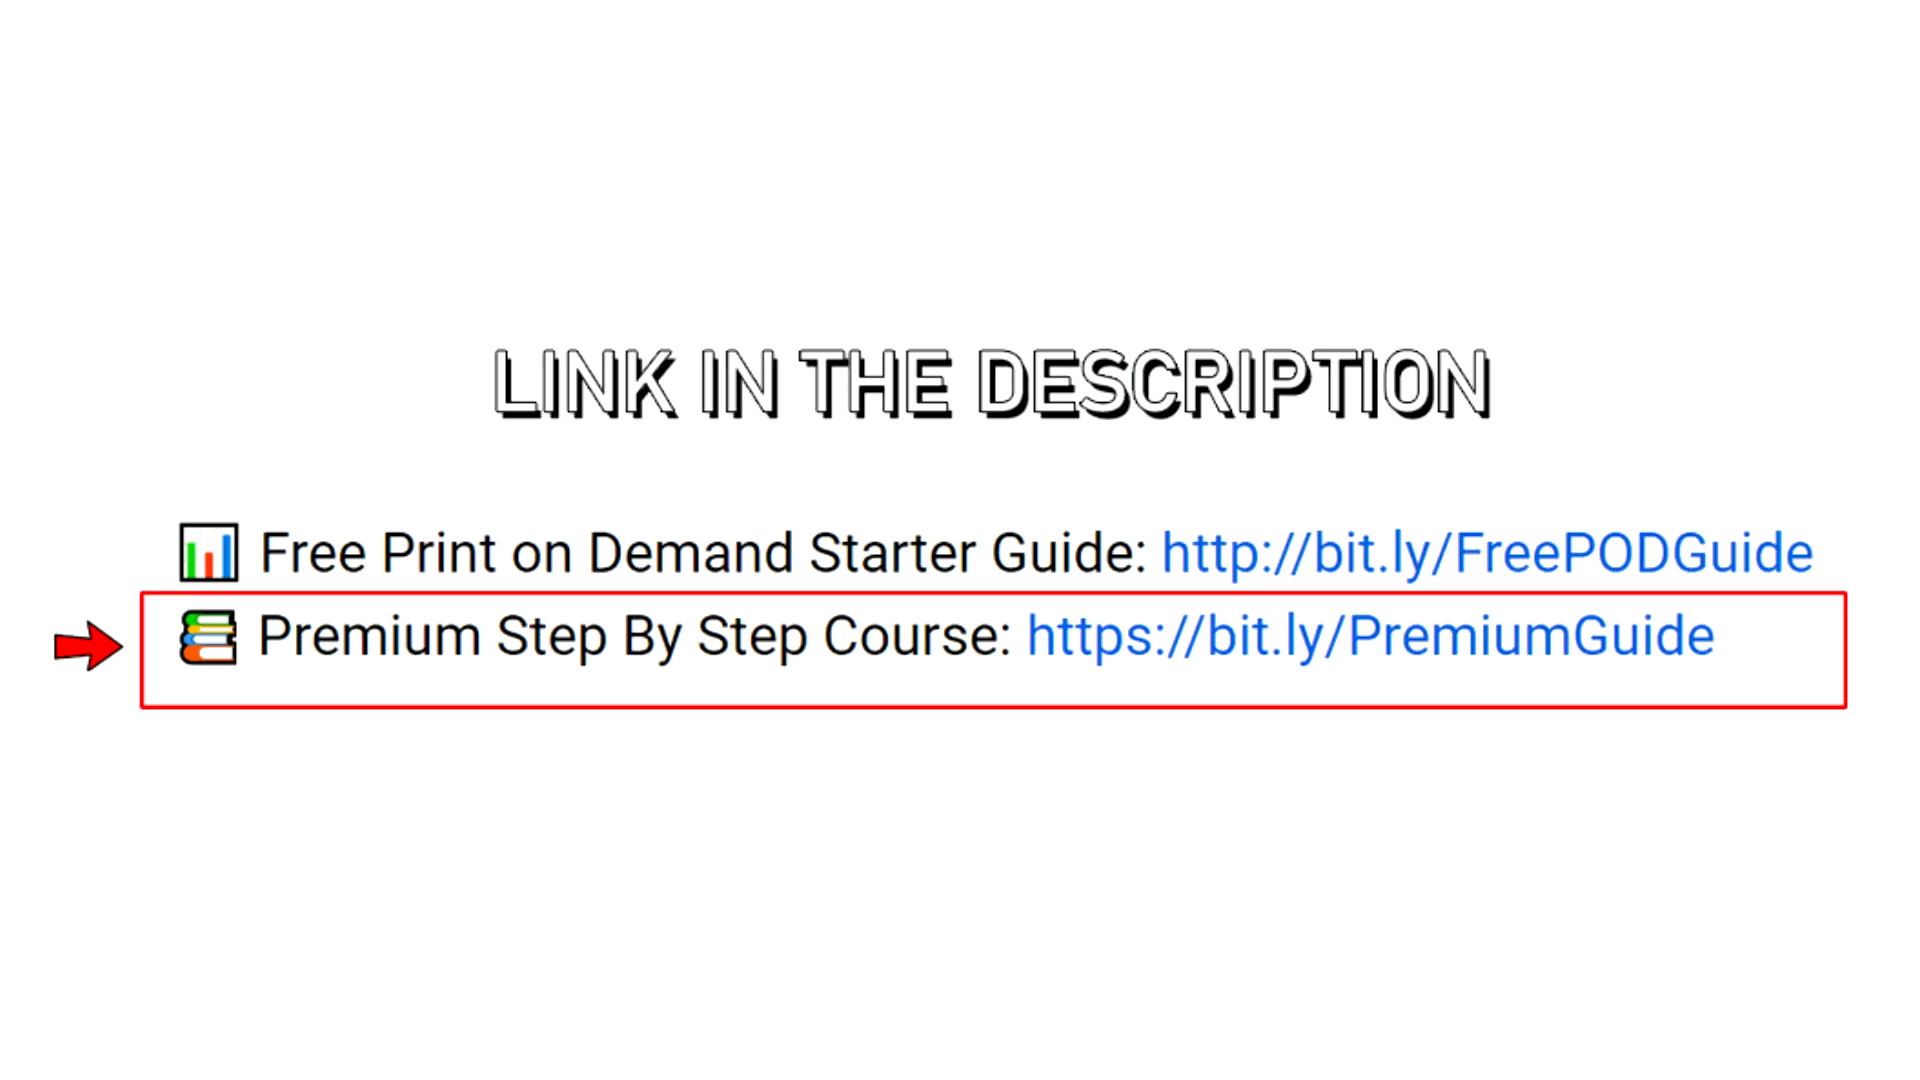 LINK IN THE DESCRIPTION
Free Print on Demand Starter Guide: http://bit.ly/FreePODGuide
Premium Step By Step Course: https://bit.ly/PremiumGuide